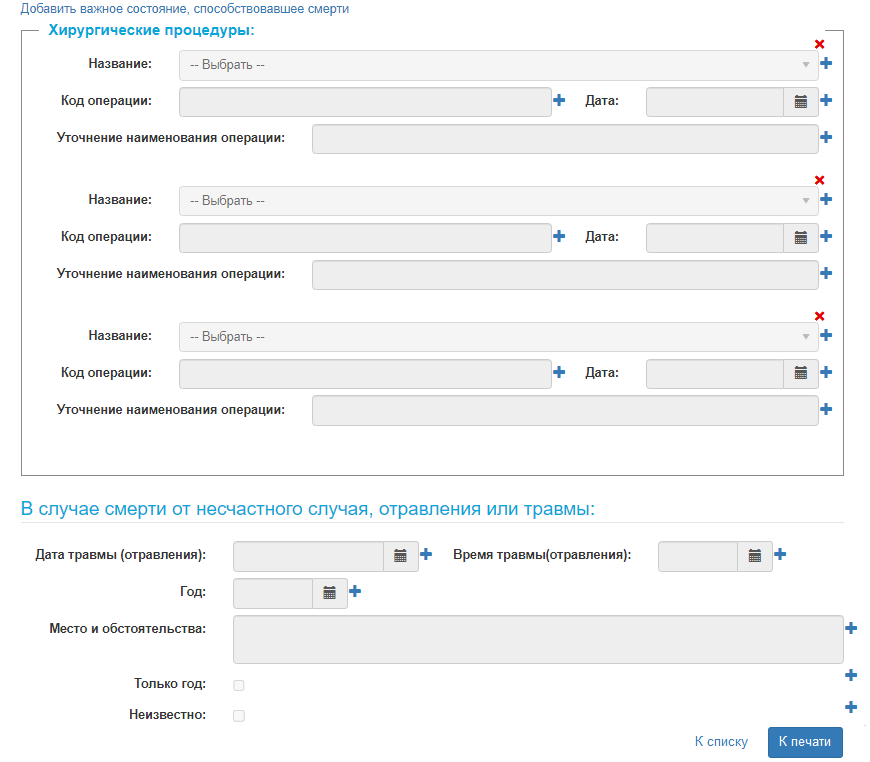 Добавить важное состояние, способствовавшее смерти
Хирургические процедуры:
Название: -- Выбрать --
Код операции: Дата:
Уточнение наименования операции:
Название: -- Выбрать --
Код операции: Дата:
Уточнение наименования операции:
Название: -- Выбрать --
Код операции: Дата:
Уточнение наименования операции:
В случае смерти от несчастного случая, отравления или травмы:
Дата травмы (отравления): Время травмы(отравления):
Год:
Место и обстоятельства:
Только год:
Неизвестно:
К списку К печати